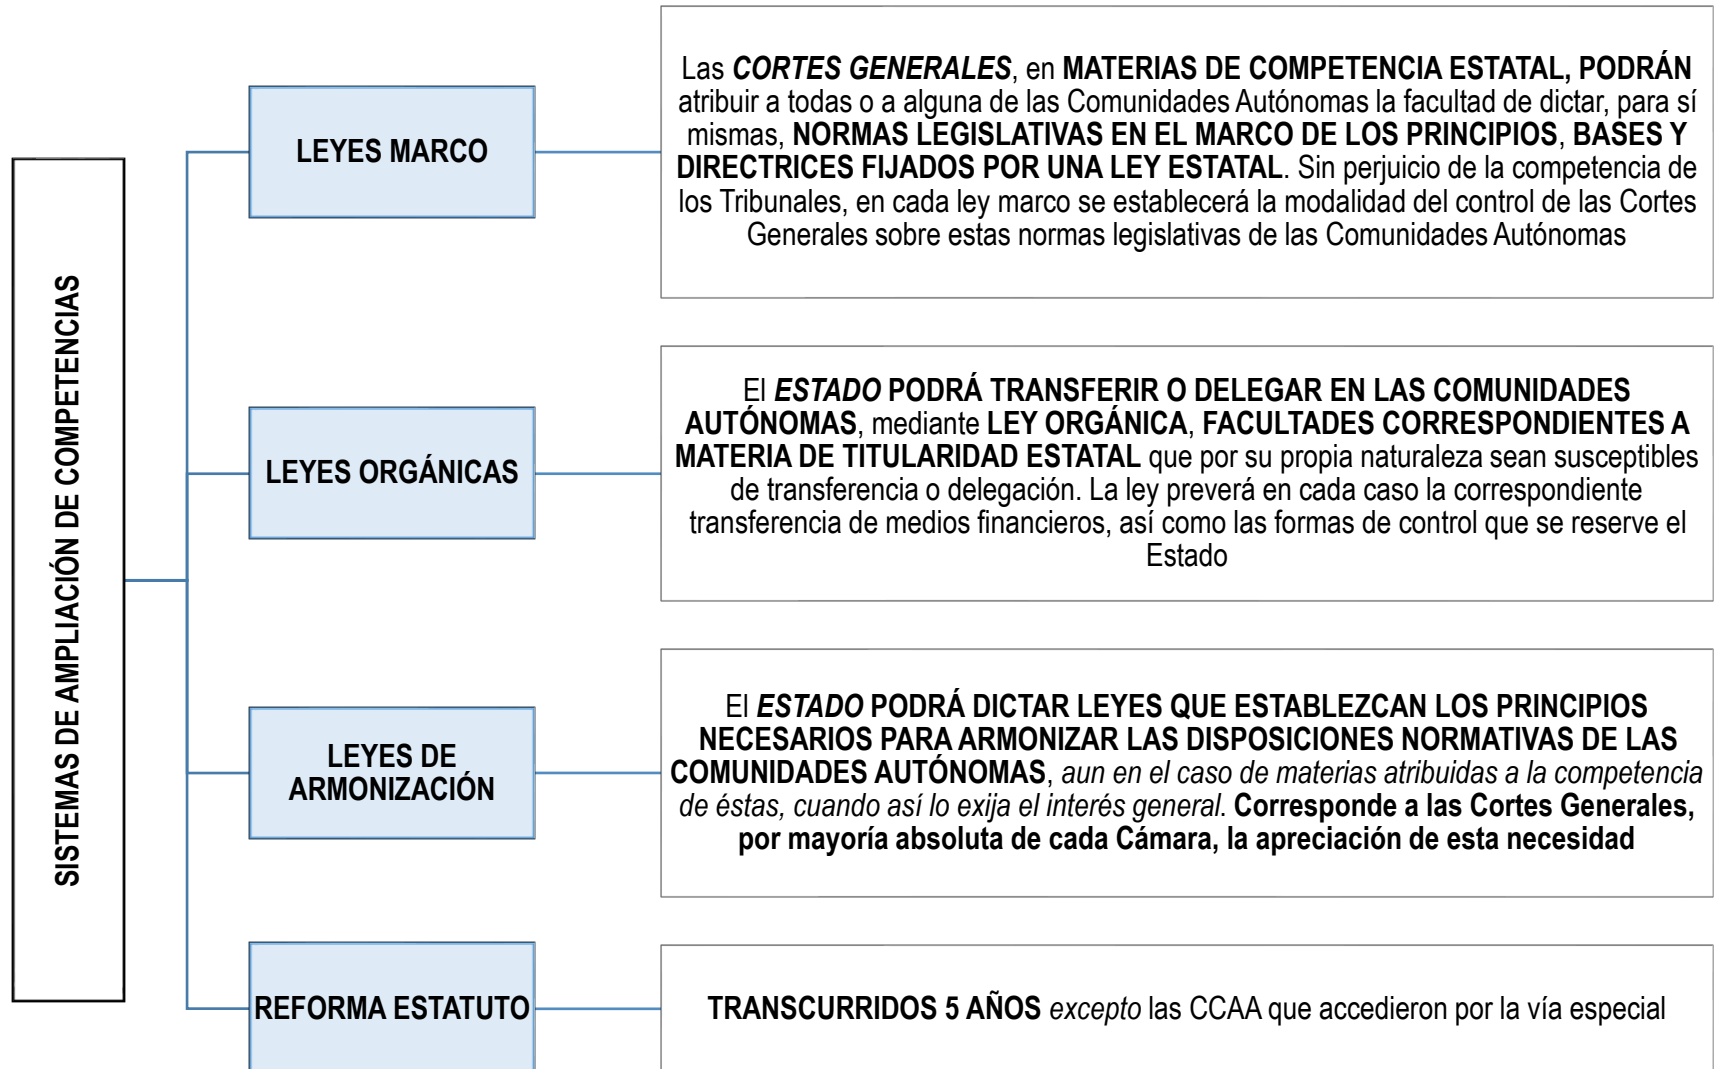 SISTEMAS DE AMPLIACIÓN DE COMPETENCIAS
LEYES MARCO
Las CORTES GENERALES, en MATERIAS DE COMPETENCIA ESTATAL, PODRÁN
atribuir a todas o a alguna de las Comunidades Autónomas la facultad de dictar, para sí
mismas, NORMAS LEGISLATIVAS EN EL MARCO DE LOS PRINCIPIOS, BASES Y
DIRECTRICES FIJADOS POR UNA LEY ESTATAL. Sin perjuicio de la competencia de
los Tribunales, en cada ley marco se establecerá la modalidad del control de las Cortes
Generales sobre estas normas legislativas de las Comunidades Autónomas
LEYES ORGÁNICAS
El ESTADO PODRÁ TRANSFERIR O DELEGAR EN LAS COMUNIDADES
AUTÓNOMAS, mediante LEY ORGÁNICA, FACULTADES CORRESPONDIENTES A
MATERIA DE TITULARIDAD ESTATAL que por su propia naturaleza sean susceptibles
de transferencia o delegación. La ley preverá en cada caso la correspondiente
transferencia de medios financieros, así como las formas de control que se reserve el
Estado
LEYES DE
ARMONIZACIÓN
El ESTADO PODRÁ DICTAR LEYES QUE ESTABLEZCAN LOS PRINCIPIOS
NECESARIOS PARA ARMONIZAR LAS DISPOSICIONES NORMATIVAS DE LAS
COMUNIDADES AUTÓNOMAS, aun en el caso de materias atribuidas a la competencia
de éstas, cuando así lo exija el interés general. Corresponde a las Cortes Generales,
por mayoría absoluta de cada Cámara, la apreciación de esta necesidad
REFORMA ESTATUTO
TRANSCURRIDOS 5 AÑOS excepto las CCAA que accedieron por la vía especial